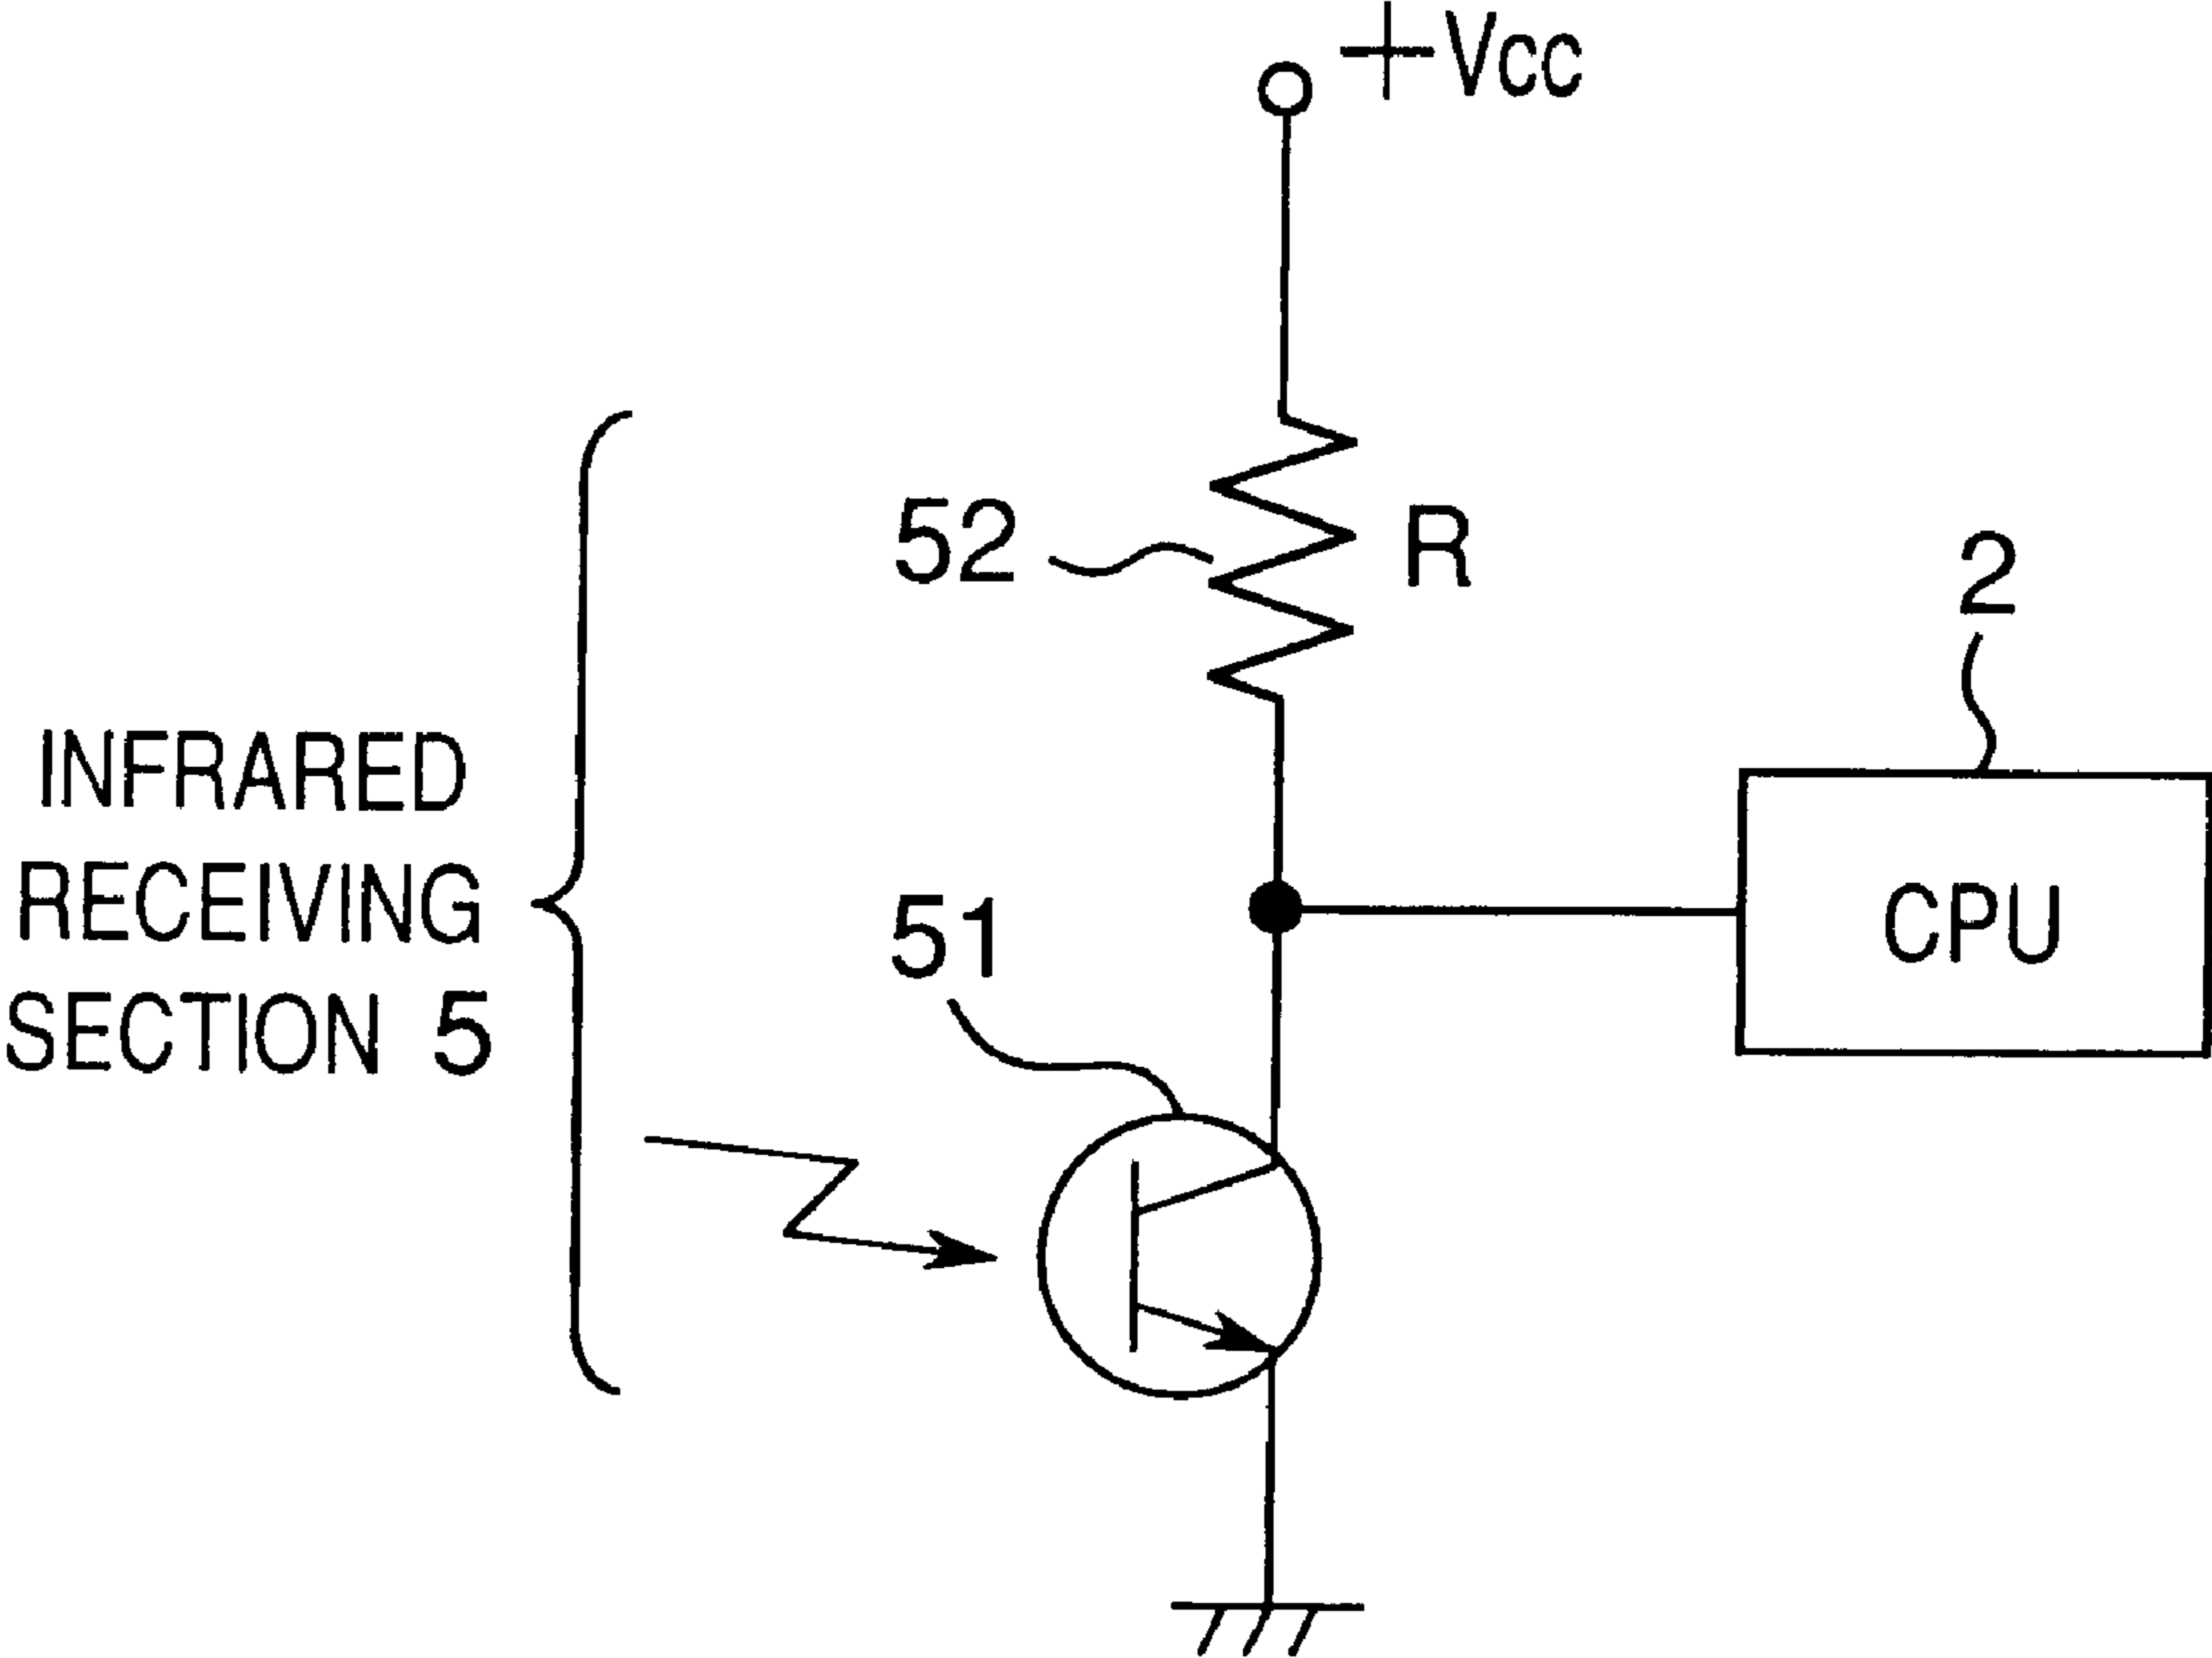 +Vcc
52
R
2
INFRARED
RECEIVING
SECTION 5
51
CPU